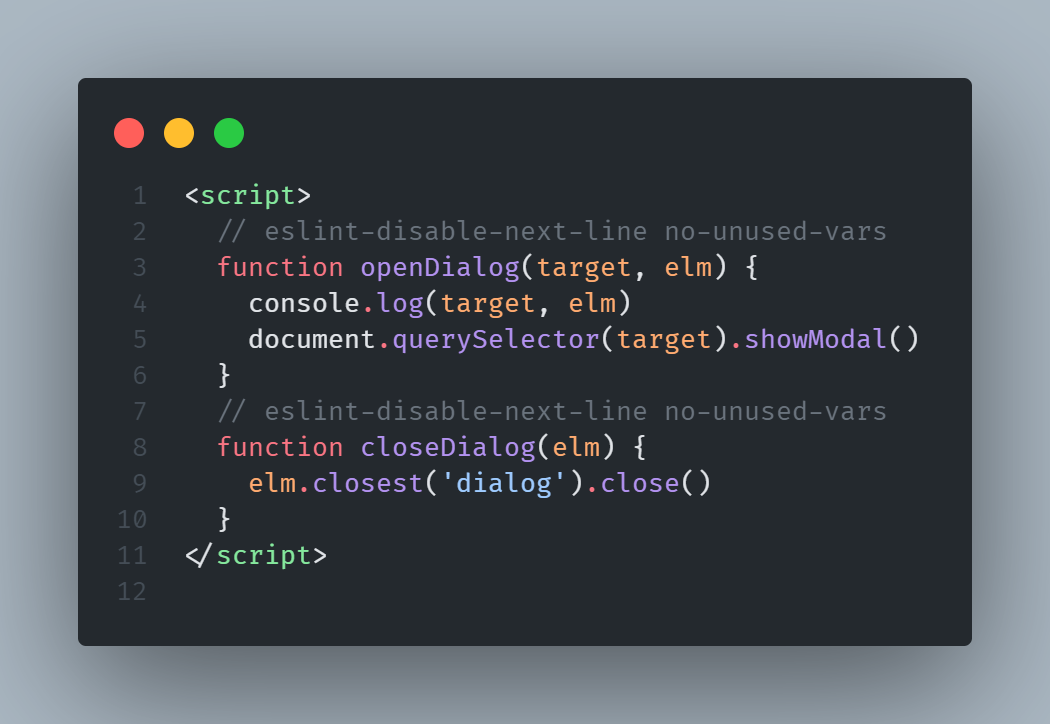 1 <script>
2   // eslint-disable-next-line no-unused-vars
3   function openDialog(target, elm) {
4     console.log(target, elm)
5     document.querySelector(target).showModal()
6   }
7   // eslint-disable-next-line no-unused-vars
8   function closeDialog(elm) {
9     elm.closest('dialog').close()
10   }
11 </script>
12